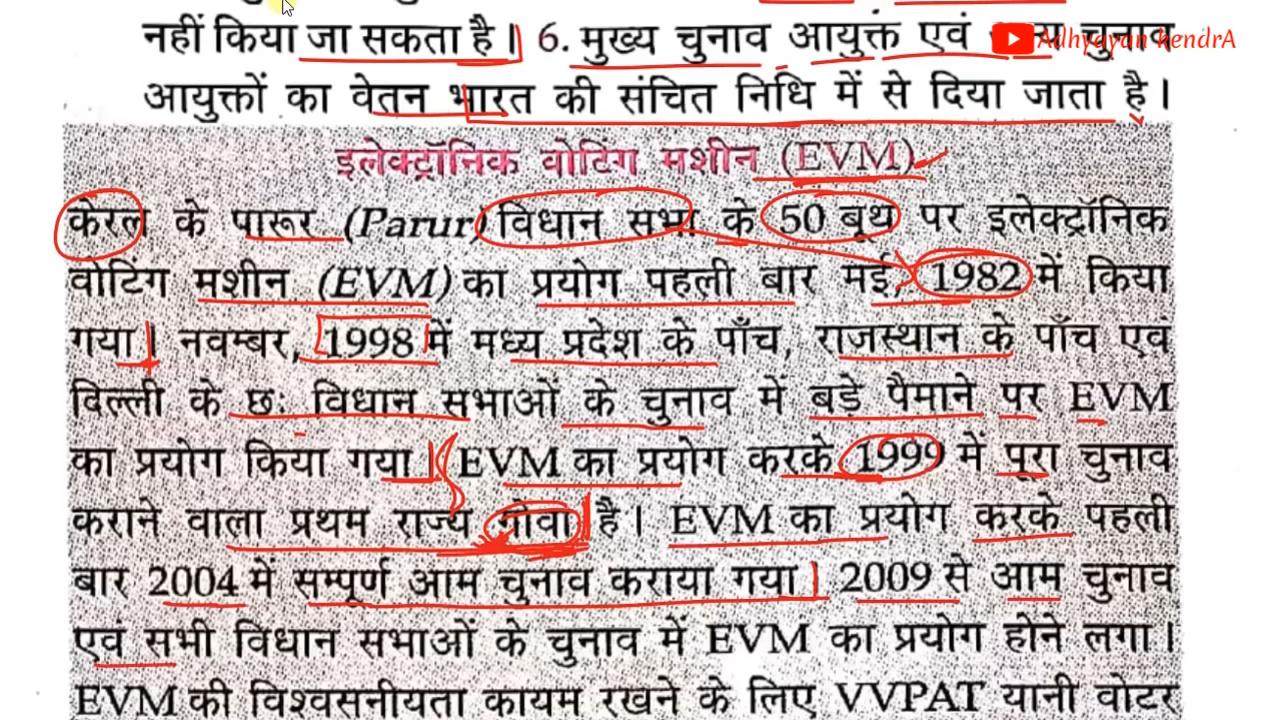 नहीं किया जा सकता है। 6. मुख्य चुनाव आयुक्त एवं चुनाव
Adhyayan kendrA
आयुक्तों का वेतन भारत की संचित निधि में से दिया जाता है।
इलेक्ट्रॉनिक वोटिंग मशीन (EVM)
केरल के पारूर (Parur) विधान सभा के 50 बूथ पर इलेक्ट्रॉनिक
वोटिंग मशीन (EVM) का प्रयोग पहली बार मई, 1982 में किया
गया। नवम्बर, 1998 में मध्य प्रदेश के पाँच, राजस्थान के पाँच एवं
दिल्ली के छः विधान सभाओं के चुनाव में बड़े पैमाने पर EVM
का प्रयोग किया गया। EVM का प्रयोग करके 1999 में पूरा चुनाव
कराने वाला प्रथम राज्य गोवा है। EVM का प्रयोग करके पहली
बार 2004 में सम्पूर्ण आम चुनाव कराया गया। 2009 से आम चुनाव
एवं सभी विधान सभाओं के चुनाव में EVM का प्रयोग होने लगा।
EVM की विश्वसनीयता कायम रखने के लिए VVPAT यानी वोटर